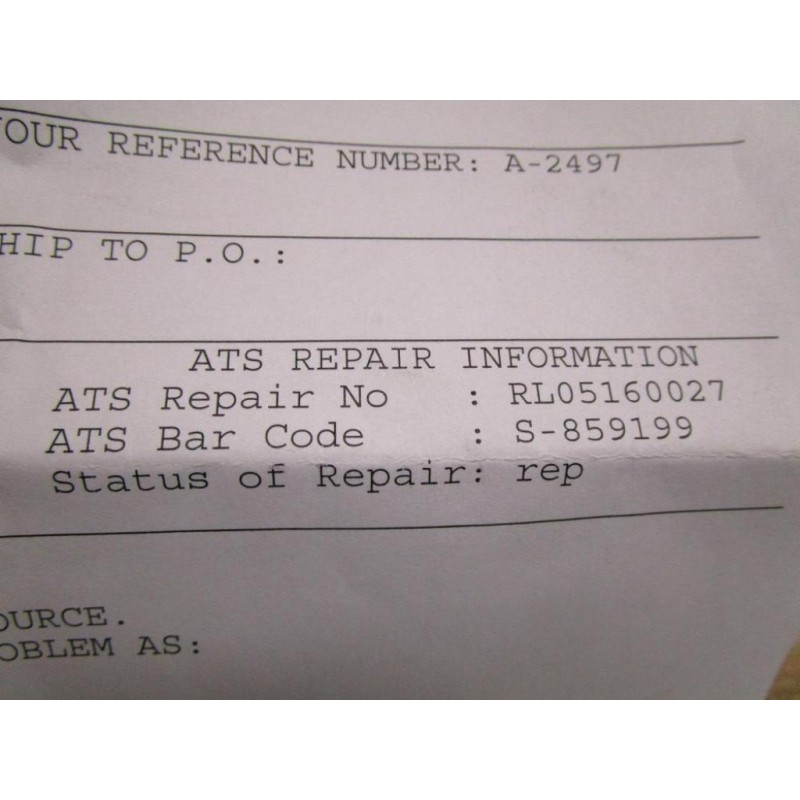 YOUR REFERENCE NUMBER: A-2497
HIP TO P.O.:
ATS REPAIR INFORMATION
ATS Repair No : RL05160027
ATS Bar Code : S-859199
Status of Repair: rep
OURCE.
OBLEM AS: